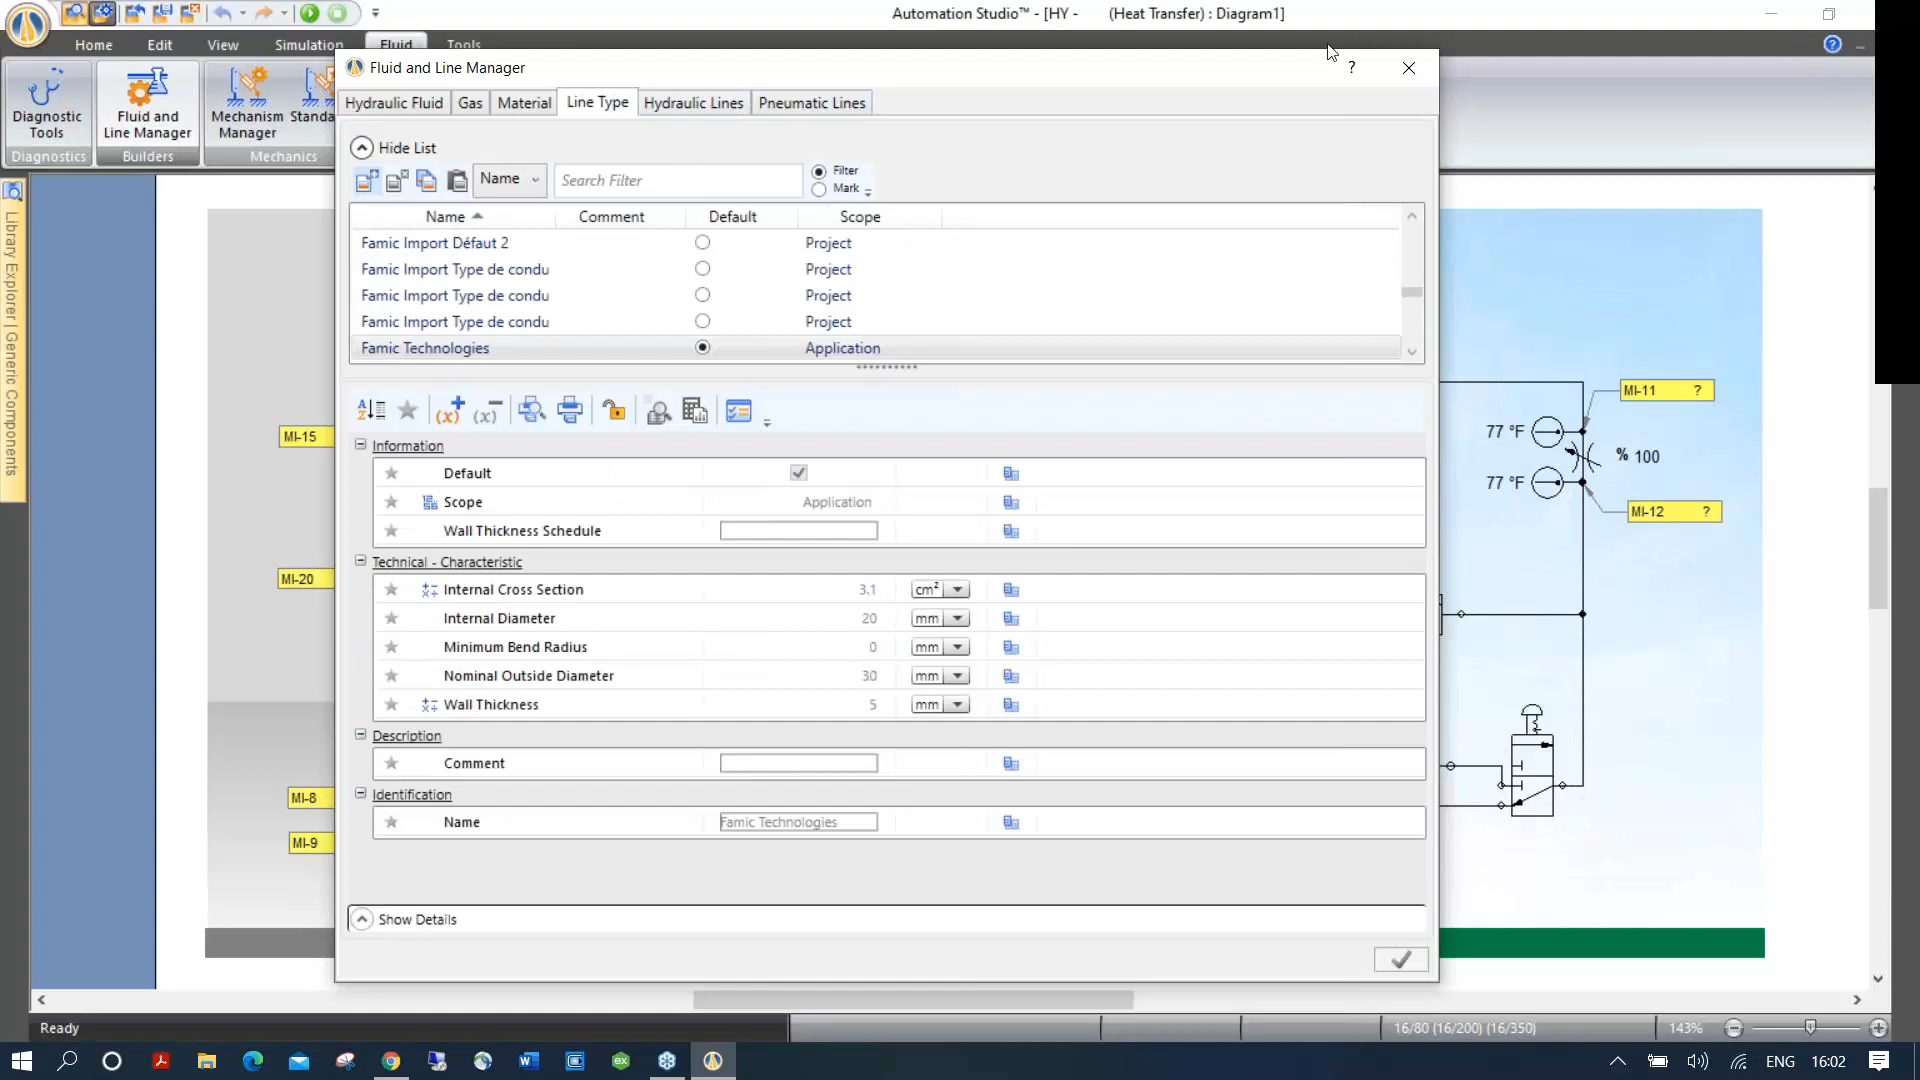 Automation Studio™ - [HY - (Heat Transfer) : Diagram1]
Home Edit View Simulation Fluid Tools
Diagnostic Tools
Diagnostics
Fluid and Line Manager
Builders
Mechanism Manager
Standa
Mechanics
Library Explorer | Generic Components
Fluid and Line Manager
?
Hydraulic Fluid Gas Material Line Type Hydraulic Lines Pneumatic Lines
Hide List
Name Search Filter Filter
Mark
Name Comment Default Scope
Famic Import Défaut 2 Project
Famic Import Type de condu Project
Famic Import Type de condu Project
Famic Import Type de condu Project
Famic Technologies Application
Information
Default
Scope Application
Wall Thickness Schedule
Technical - Characteristic
Internal Cross Section 3.1 cm²
Internal Diameter 20 mm
Minimum Bend Radius 0 mm
Nominal Outside Diameter 30 mm
Wall Thickness 5 mm
Description
Comment
Identification
Name Famic Technologies
Show Details
MI-15
MI-20
MI-8
MI-9
MI-11 ?
77 °F
% 100
77 °F
MI-12 ?
Ready
16/80 (16/200) (16/350)
143%
ENG 16:02